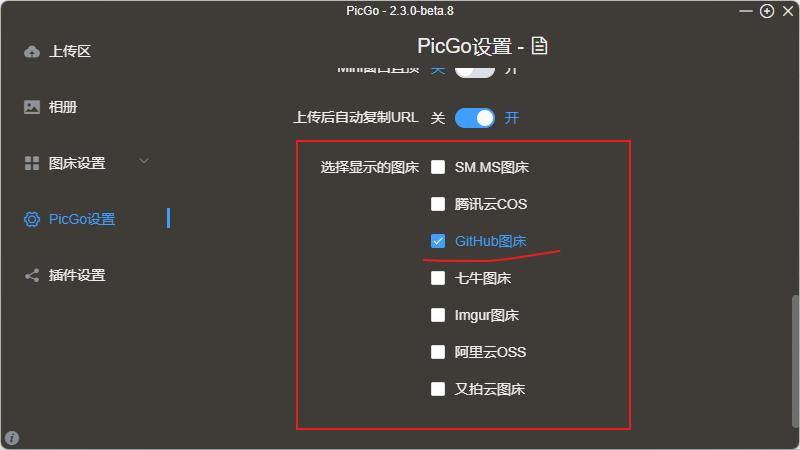 PicGo - 2.3.0-beta.8
PicGo设置 -
上传区
相册
图床设置
PicGo设置
插件设置
Mini窗口置顶 关 开
上传后自动复制URL 关 开
选择显示的图床
SM.MS图床
腾讯云COS
GitHub图床
七牛图床
Imgur图床
阿里云OSS
又拍云图床